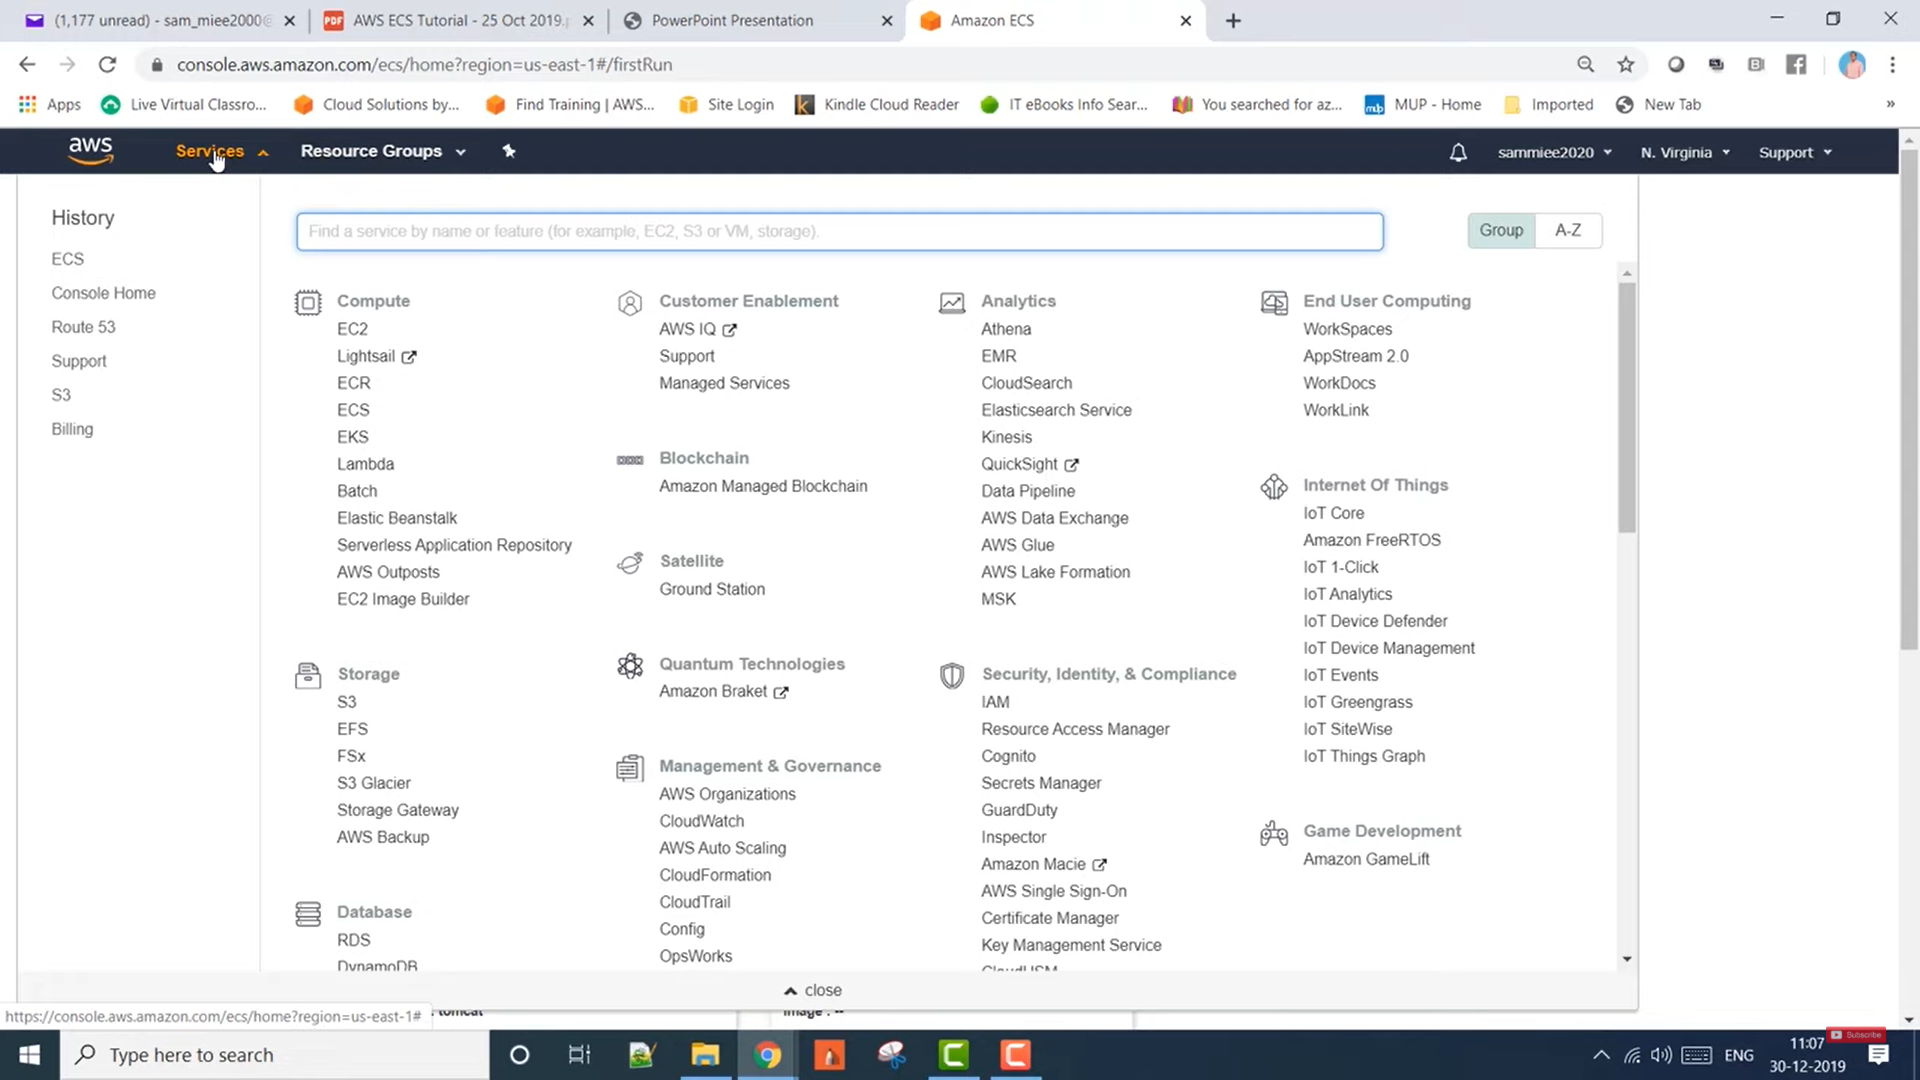 (1,177 unread) - sam_miee2000@
AWS ECS Tutorial - 25 Oct 2019.p
PowerPoint Presentation
Amazon ECS
console.aws.amazon.com/ecs/home?region=us-east-1#/firstRun
Apps
Live Virtual Classro...
Cloud Solutions by...
Find Training | AWS...
Site Login
Kindle Cloud Reader
IT eBooks Info Sear...
You searched for az...
MUP - Home
Imported
New Tab
»
aws
Services
Resource Groups
sammiee2020
N. Virginia
Support
History
ECS
Console Home
Route 53
Support
S3
Billing
Find a service by name or feature (for example, EC2, S3 or VM, storage).
Group
A-Z
Compute
EC2
Lightsail
ECR
ECS
EKS
Lambda
Batch
Elastic Beanstalk
Serverless Application Repository
AWS Outposts
EC2 Image Builder
Storage
S3
EFS
FSx
S3 Glacier
Storage Gateway
AWS Backup
Database
RDS
DynamoDB
Customer Enablement
AWS IQ
Support
Managed Services
Blockchain
Amazon Managed Blockchain
Satellite
Ground Station
Quantum Technologies
Amazon Braket
Management & Governance
AWS Organizations
CloudWatch
AWS Auto Scaling
CloudFormation
CloudTrail
Config
OpsWorks
Analytics
Athena
EMR
CloudSearch
Elasticsearch Service
Kinesis
QuickSight
Data Pipeline
AWS Data Exchange
AWS Glue
AWS Lake Formation
MSK
Security, Identity, & Compliance
IAM
Resource Access Manager
Cognito
Secrets Manager
GuardDuty
Inspector
Amazon Macie
AWS Single Sign-On
Certificate Manager
Key Management Service
CloudHSM
End User Computing
WorkSpaces
AppStream 2.0
WorkDocs
WorkLink
Internet Of Things
IoT Core
Amazon FreeRTOS
IoT 1-Click
IoT Analytics
IoT Device Defender
IoT Device Management
IoT Events
IoT Greengrass
IoT SiteWise
IoT Things Graph
Game Development
Amazon GameLift
close
https://console.aws.amazon.com/ecs/home?region=us-east-1#
tomcat
Image : --
Type here to search
ENG
11:07
30-12-2019
Subscribe